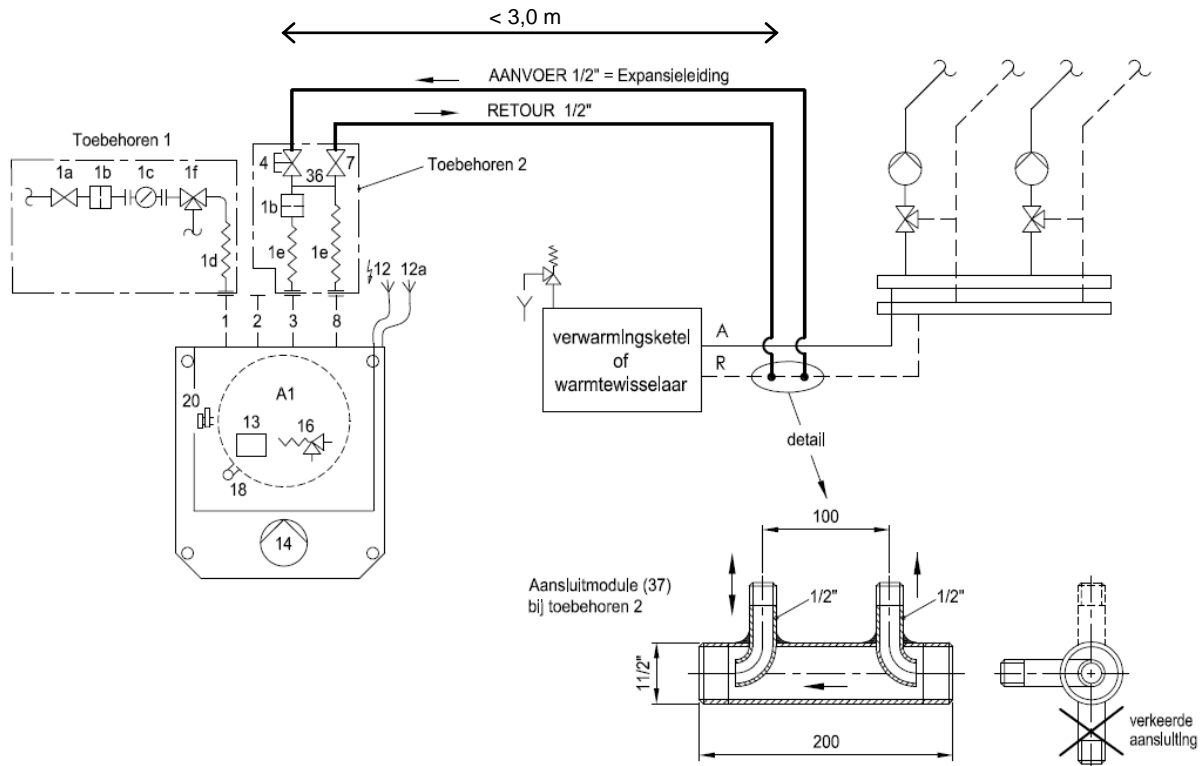 < 3,0 m
AANVOER 1/2" = Expansieleiding
RETOUR 1/2"
Toebehoren 1
1a 1b 1c 1f
1d
4
7
36
Toebehoren 2
1b
1e
1e
12 12a
1
2
3
8
verwarmingsketel
of
warmtewisselaar
A
R
A1
20
13
16
18
14
detail
100
Aansluitmodule (37)
bij toebehoren 2
1/2"
1/2"
11/2"
200
verkeerde
aansluiting